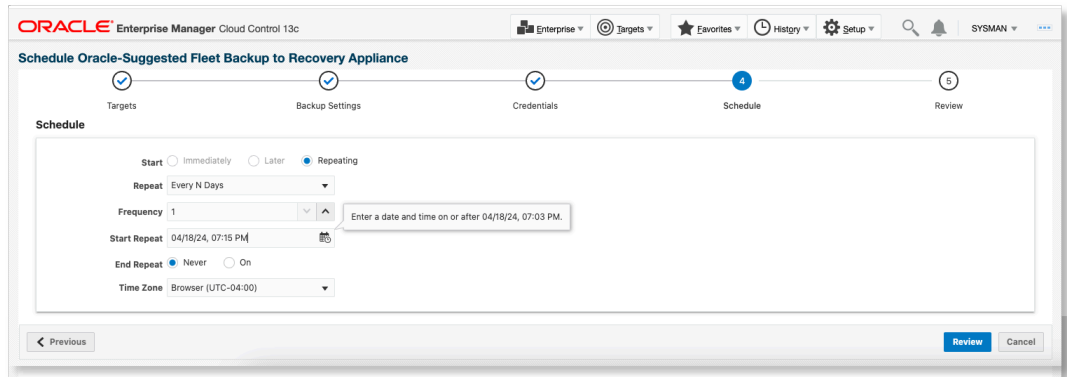 ORACLE Enterprise Manager Cloud Control 13c Enterprise Targets Favorites History Setup SYSMAN
Schedule Oracle-Suggested Fleet Backup to Recovery Appliance
4 5
Targets Backup Settings Credentials Schedule Review
Schedule
Start Immediately Later Repeating
Repeat Every N Days
Frequency 1
Enter a date and time on or after 04/18/24, 07:03 PM.
Start Repeat 04/18/24, 07:15 PM
End Repeat Never On
Time Zone Browser (UTC-04:00)
Previous Review Cancel